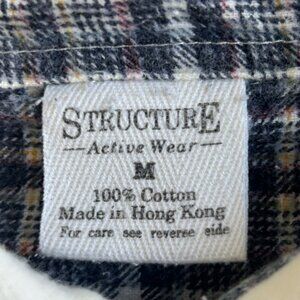 STRUCTURE
—Active Wear—
M
100% Cotton
Made in Hong Kong
For care see reverse side